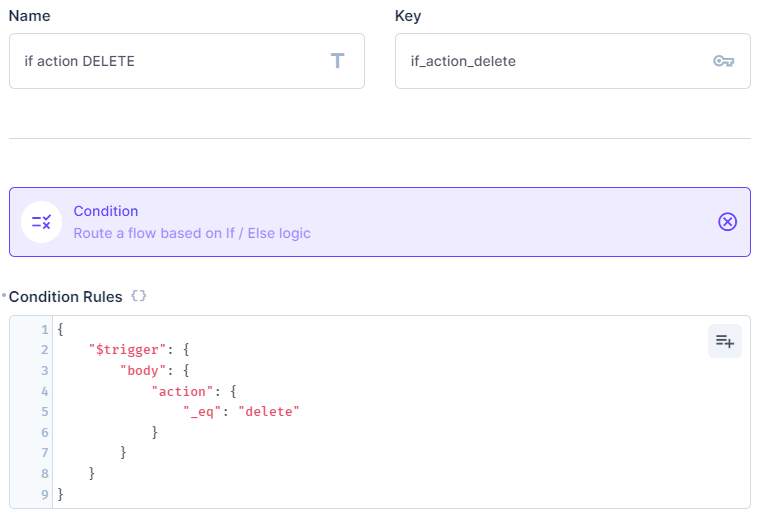 Name
Key
if action DELETE
if_action_delete
Condition
Route a flow based on If / Else logic
Condition Rules {}
1 {
2     "$trigger": {
3         "body": {
4             "action": {
5                 "_eq": "delete"
6             }
7         }
8     }
9 }